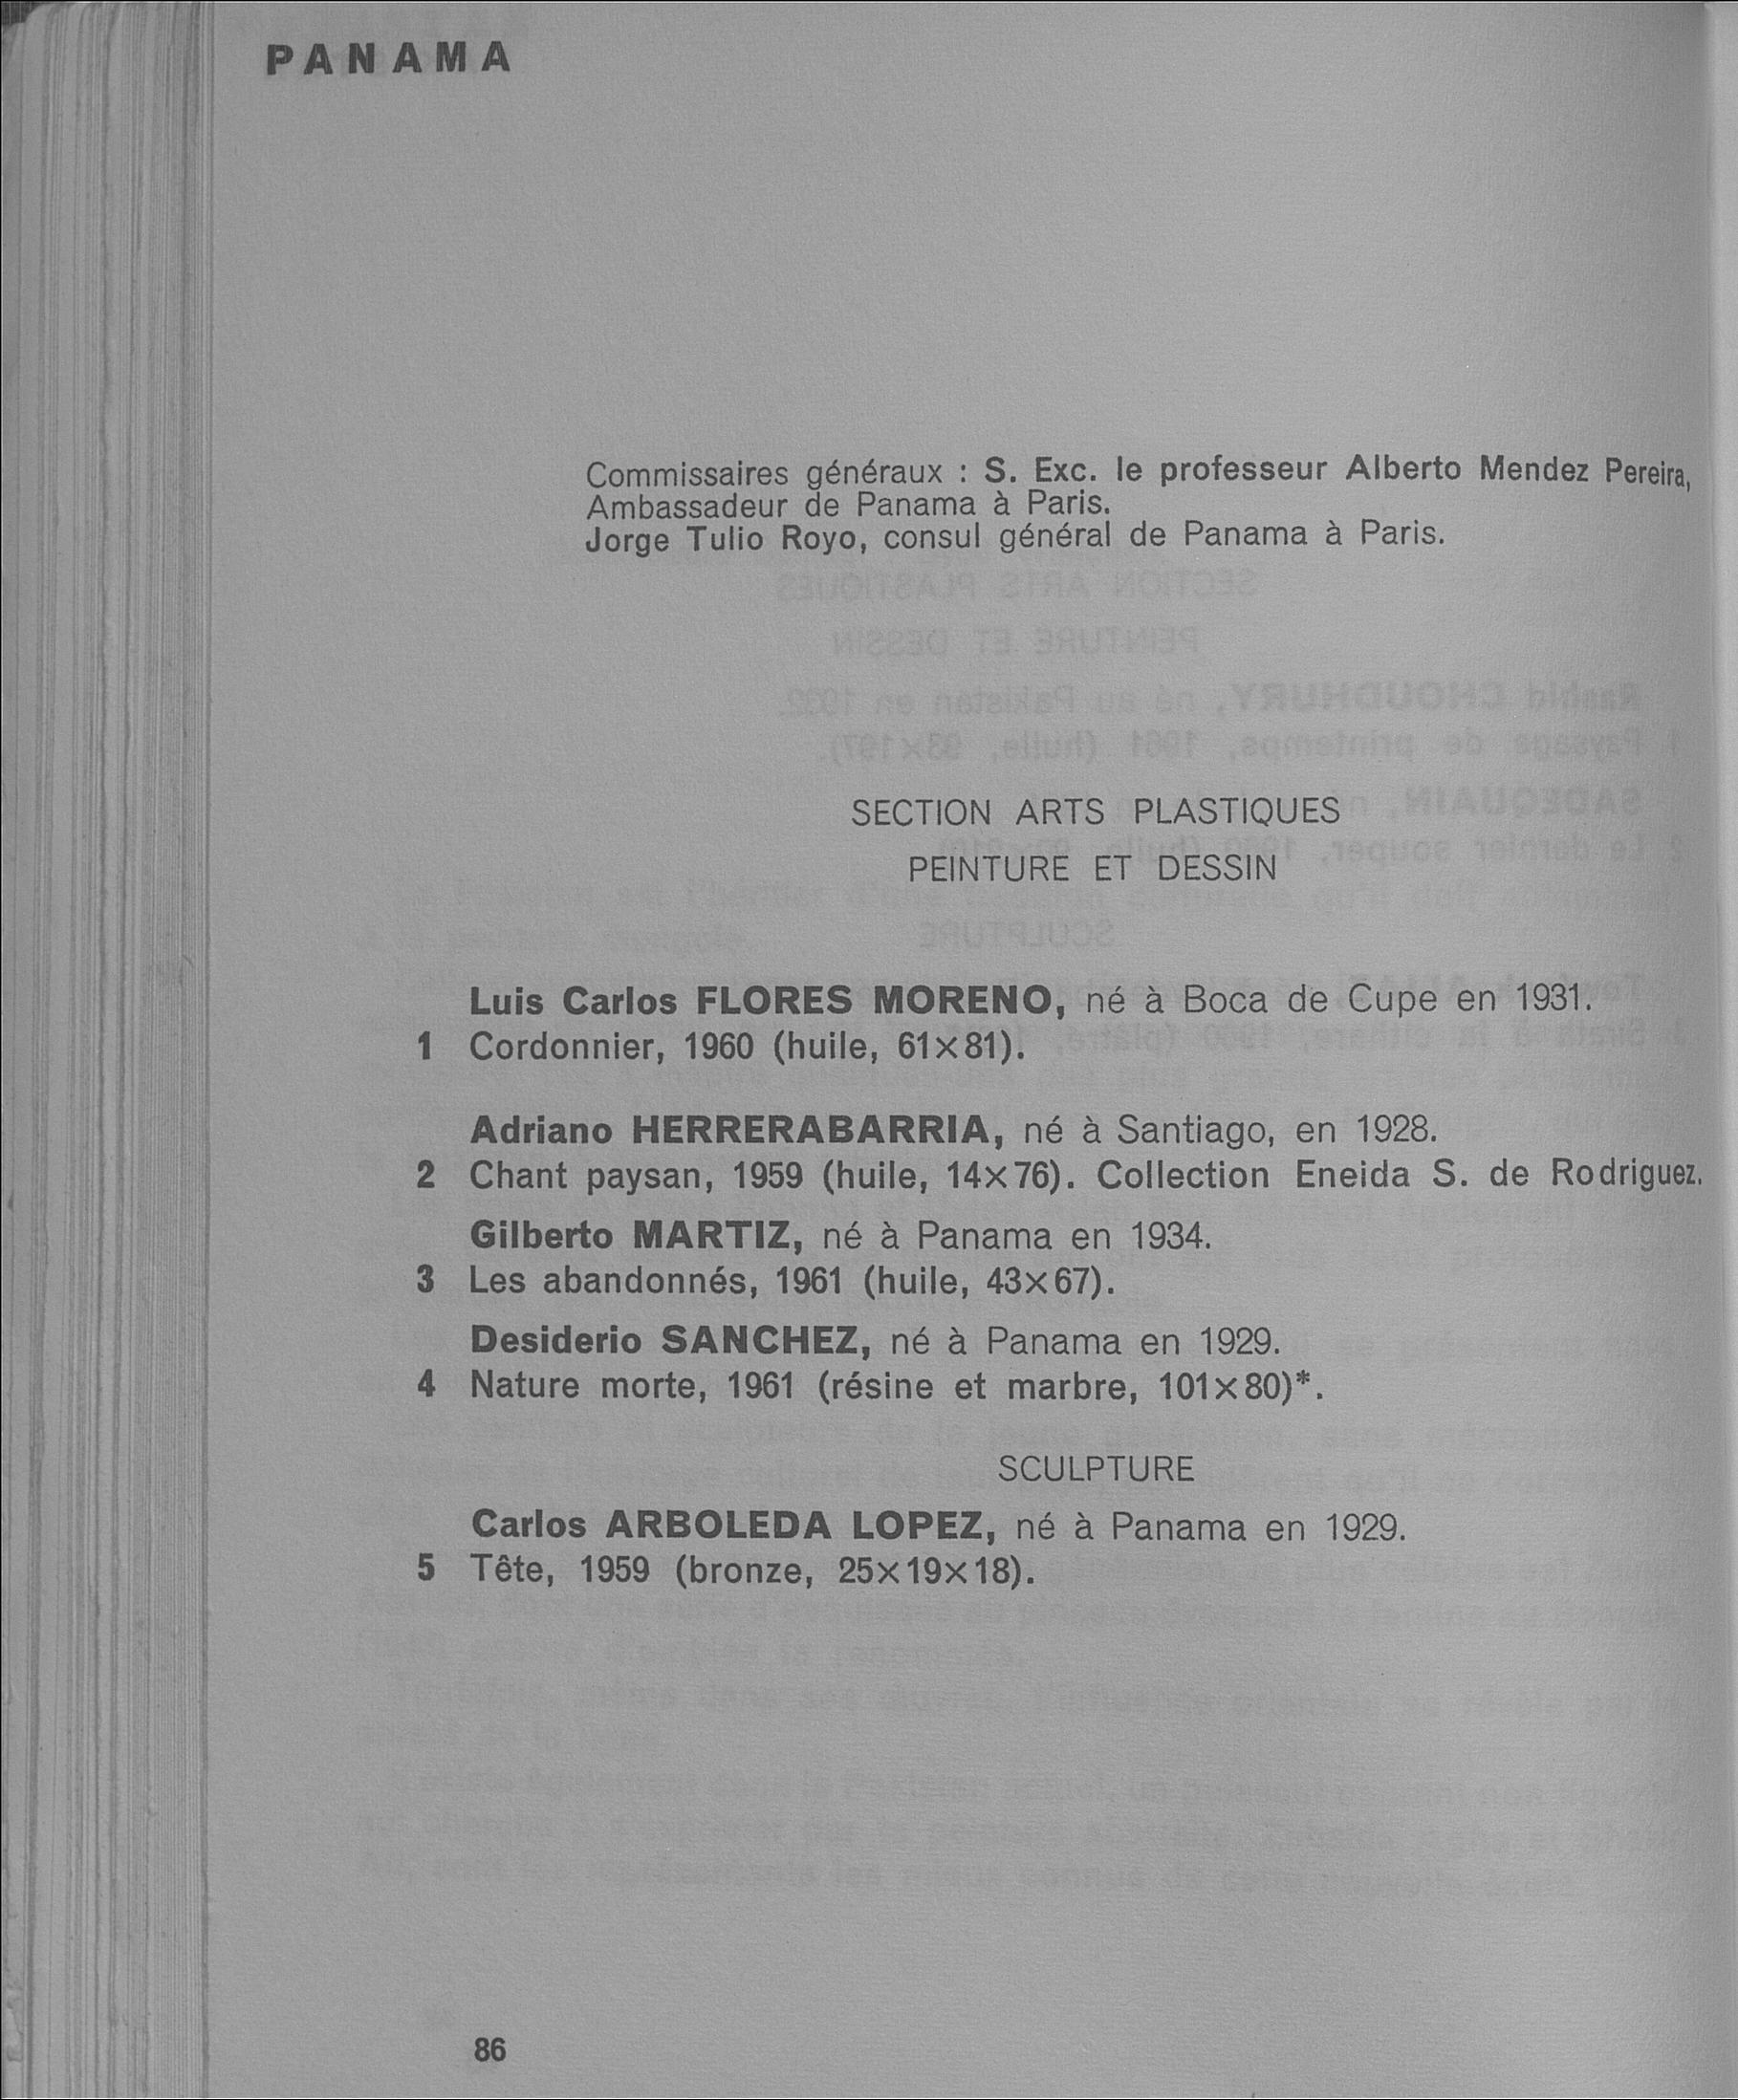 PANAMA
Commissaires généraux : S. Exc. le professeur Alberto Mendez Pereira,
Ambassadeur de Panama à Paris.
Jorge Tulio Royo, consul général de Panama à Paris.
SECTION ARTS PLASTIQUES
PEINTURE ET DESSIN
Luis Carlos FLORES MORENO, né à Boca de Cupe en 1931.
1 Cordonnier, 1960 (huile, 61×81).
Adriano HERRERABARRIA, né à Santiago, en 1928.
2 Chant paysan, 1959 (huile, 14×76). Collection Eneida S. de Rodriguez.
Gilberto MARTIZ, né à Panama en 1934.
3 Les abandonnés, 1961 (huile, 43×67).
Desiderio SANCHEZ, né à Panama en 1929.
4 Nature morte, 1961 (résine et marbre, 101×80)*.
SCULPTURE
Carlos ARBOLEDA LOPEZ, né à Panama en 1929.
5 Tête, 1959 (bronze, 25×19×18).
86